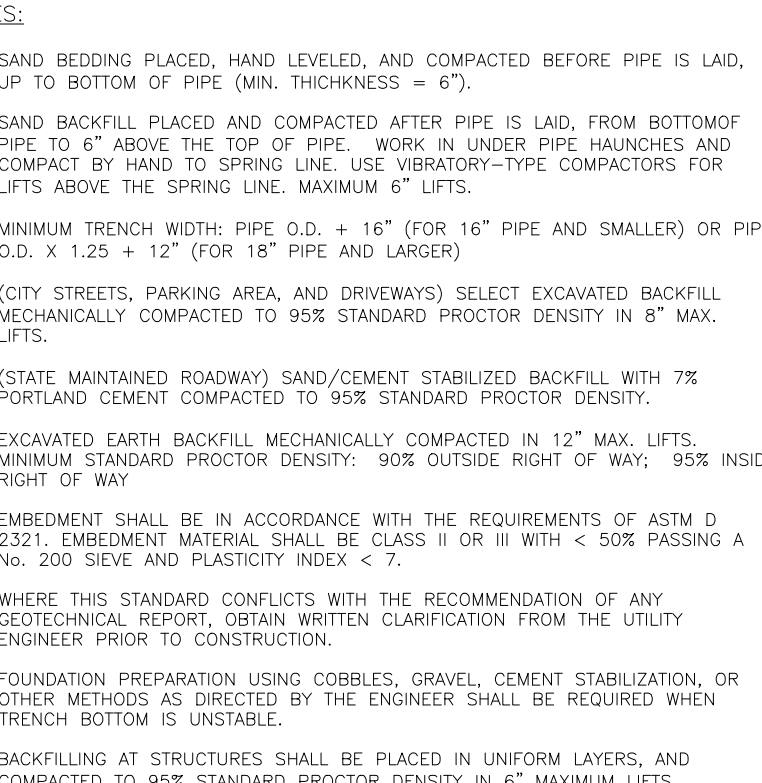 ES:
SAND BEDDING PLACED, HAND LEVELED, AND COMPACTED BEFORE PIPE IS LAID,
UP TO BOTTOM OF PIPE (MIN. THICHKNESS = 6”).
SAND BACKFILL PLACED AND COMPACTED AFTER PIPE IS LAID, FROM BOTTOMOF
PIPE TO 6” ABOVE THE TOP OF PIPE. WORK IN UNDER PIPE HAUNCHES AND
COMPACT BY HAND TO SPRING LINE. USE VIBRATORY–TYPE COMPACTORS FOR
LIFTS ABOVE THE SPRING LINE. MAXIMUM 6” LIFTS.
MINIMUM TRENCH WIDTH: PIPE O.D. + 16” (FOR 16” PIPE AND SMALLER) OR PIP
O.D. X 1.25 + 12” (FOR 18” PIPE AND LARGER)
(CITY STREETS, PARKING AREA, AND DRIVEWAYS) SELECT EXCAVATED BACKFILL
MECHANICALLY COMPACTED TO 95% STANDARD PROCTOR DENSITY IN 8” MAX.
LIFTS.
(STATE MAINTAINED ROADWAY) SAND/CEMENT STABILIZED BACKFILL WITH 7%
PORTLAND CEMENT COMPACTED TO 95% STANDARD PROCTOR DENSITY.
EXCAVATED EARTH BACKFILL MECHANICALLY COMPACTED IN 12” MAX. LIFTS.
MINIMUM STANDARD PROCTOR DENSITY: 90% OUTSIDE RIGHT OF WAY; 95% INSID
RIGHT OF WAY
EMBEDMENT SHALL BE IN ACCORDANCE WITH THE REQUIREMENTS OF ASTM D
2321. EMBEDMENT MATERIAL SHALL BE CLASS II OR III WITH < 50% PASSING A
No. 200 SIEVE AND PLASTICITY INDEX < 7.
WHERE THIS STANDARD CONFLICTS WITH THE RECOMMENDATION OF ANY
GEOTECHNICAL REPORT, OBTAIN WRITTEN CLARIFICATION FROM THE UTILITY
ENGINEER PRIOR TO CONSTRUCTION.
FOUNDATION PREPARATION USING COBBLES, GRAVEL, CEMENT STABILIZATION, OR
OTHER METHODS AS DIRECTED BY THE ENGINEER SHALL BE REQUIRED WHEN
TRENCH BOTTOM IS UNSTABLE.
BACKFILLING AT STRUCTURES SHALL BE PLACED IN UNIFORM LAYERS, AND
COMPACTED TO 95% STANDARD PROCTOR DENSITY IN 6” MAXIMUM LIFTS